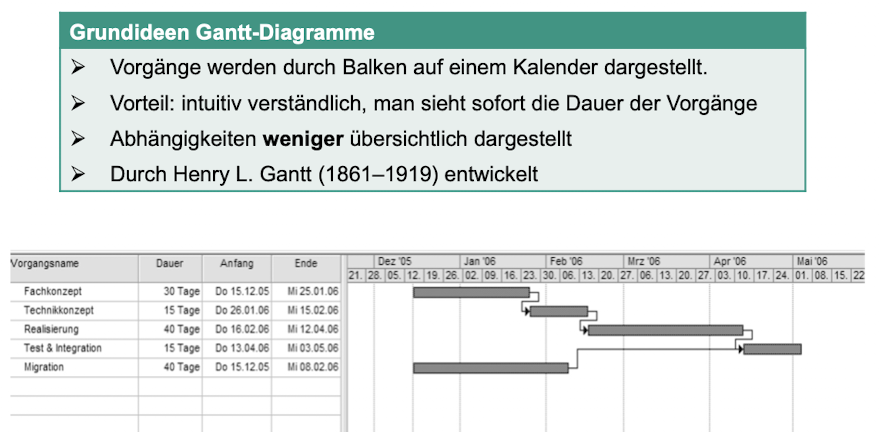 Grundideen Gantt-Diagramme
➢ Vorgänge werden durch Balken auf einem Kalender dargestellt.
➢ Vorteil: intuitiv verständlich, man sieht sofort die Dauer der Vorgänge
➢ Abhängigkeiten weniger übersichtlich dargestellt
➢ Durch Henry L. Gantt (1861–1919) entwickelt
Vorgangsname Dauer Anfang Ende Dez '05 Jan '06 Feb '06 Mrz '06 Apr '06 Mai '06
21. 28. 05. 12. 19. 26. 02. 09. 16. 23. 30. 06. 13. 20. 27. 06. 13. 20. 27. 03. 10. 17. 24. 01. 08. 15. 22
Fachkonzept 30 Tage Do 15.12.05 Mi 25.01.06
Technikkonzept 15 Tage Do 26.01.06 Mi 15.02.06
Realisierung 40 Tage Do 16.02.06 Mi 12.04.06
Test & Integration 15 Tage Do 13.04.06 Mi 03.05.06
Migration 40 Tage Do 15.12.05 Mi 08.02.06